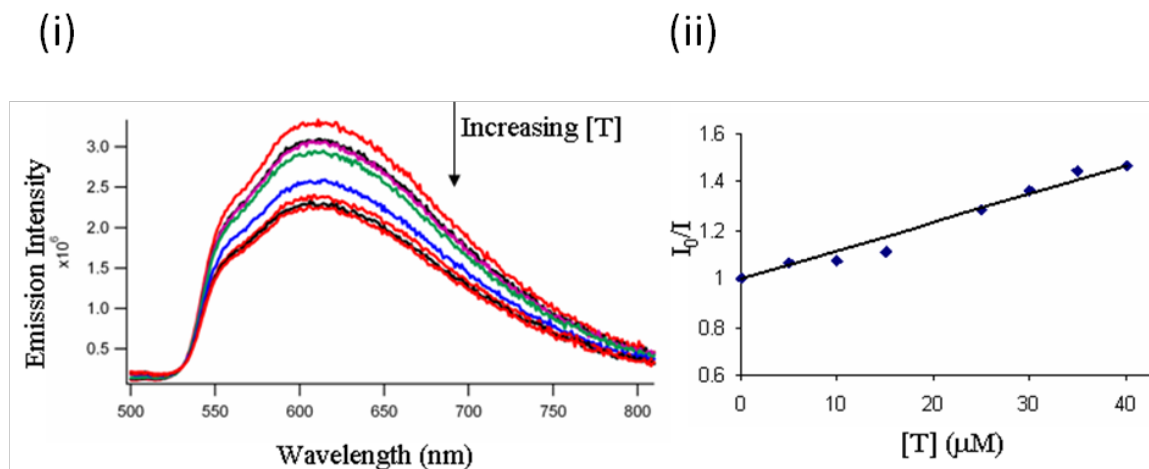 (i)
(ii)
Increasing [T]
Emission Intensity
x10⁶
3.0
2.5
2.0
1.5
1.0
0.5
500 550 600 650 700 750 800
Wavelength (nm)
I₀/I
1.6
1.4
1.2
1
0.8
0.6
0 10 20 30 40
[T] (μM)